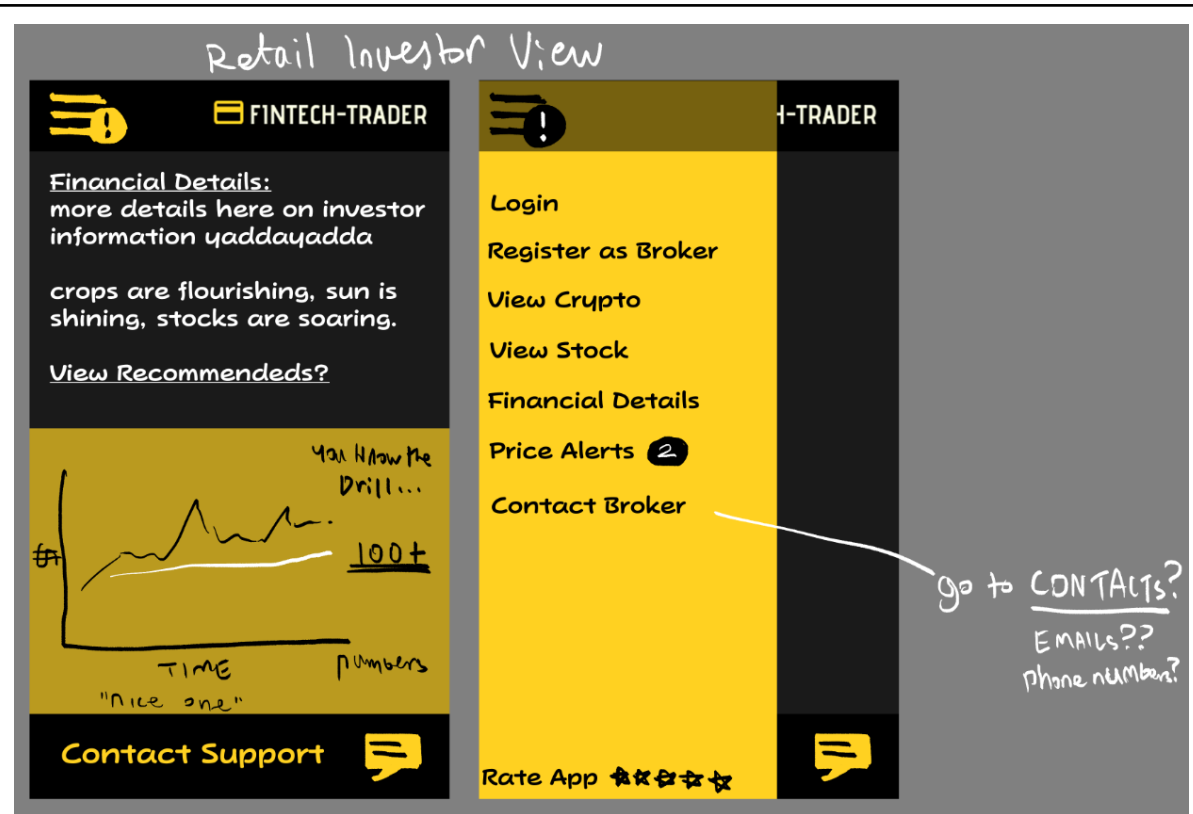 Retail Investor View
FINTECH-TRADER
!
Financial Details:
more details here on investor
information yaddayadda
crops are flourishing, sun is
shining, stocks are soaring.
View Recommendeds?
You know the
Drill...
$
100+
TIME
numbers
"nice one"
Contact Support
H-TRADER
!
Login
Register as Broker
View Crypto
View Stock
Financial Details
Price Alerts 2
Contact Broker
Rate App
go to CONTACTS?
EMAILS??
Phone numbers?